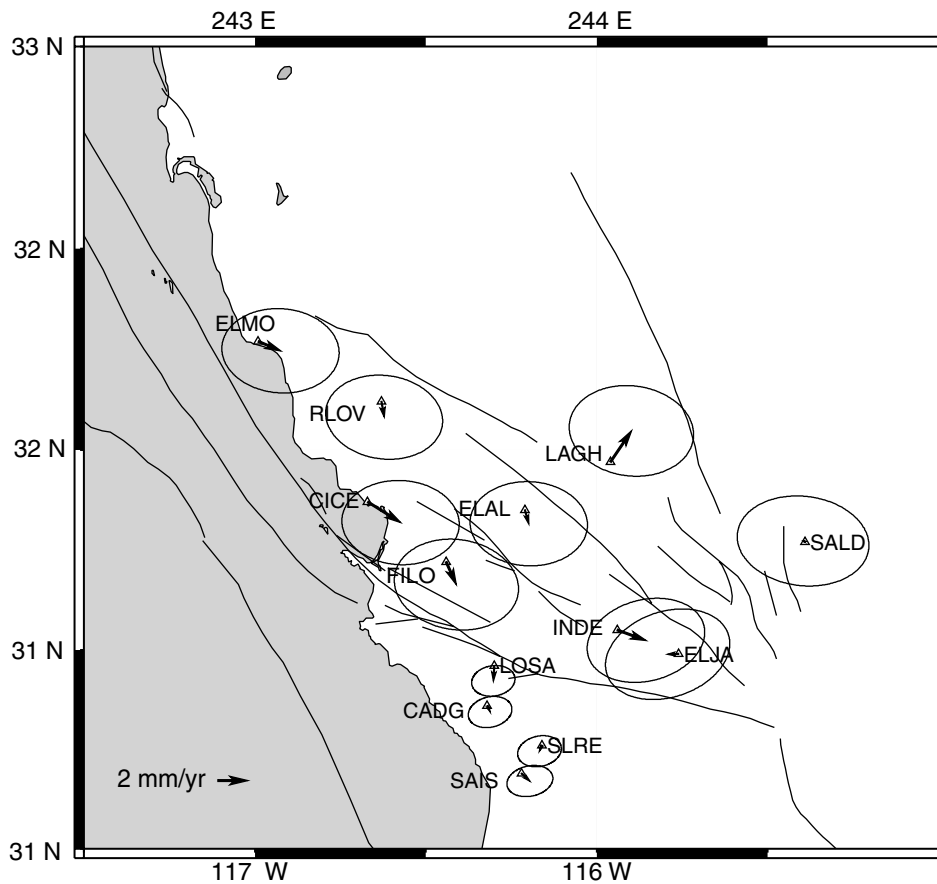 243 E
244 E
33 N
32 N
ELMO
RLOV
LAGH
32 N
CICE
ELAL
SALD
FILO
INDE
31 N
ELJA
LOSA
CADG
SLRE
SAIS
2 mm/yr
31 N
117 W
116 W